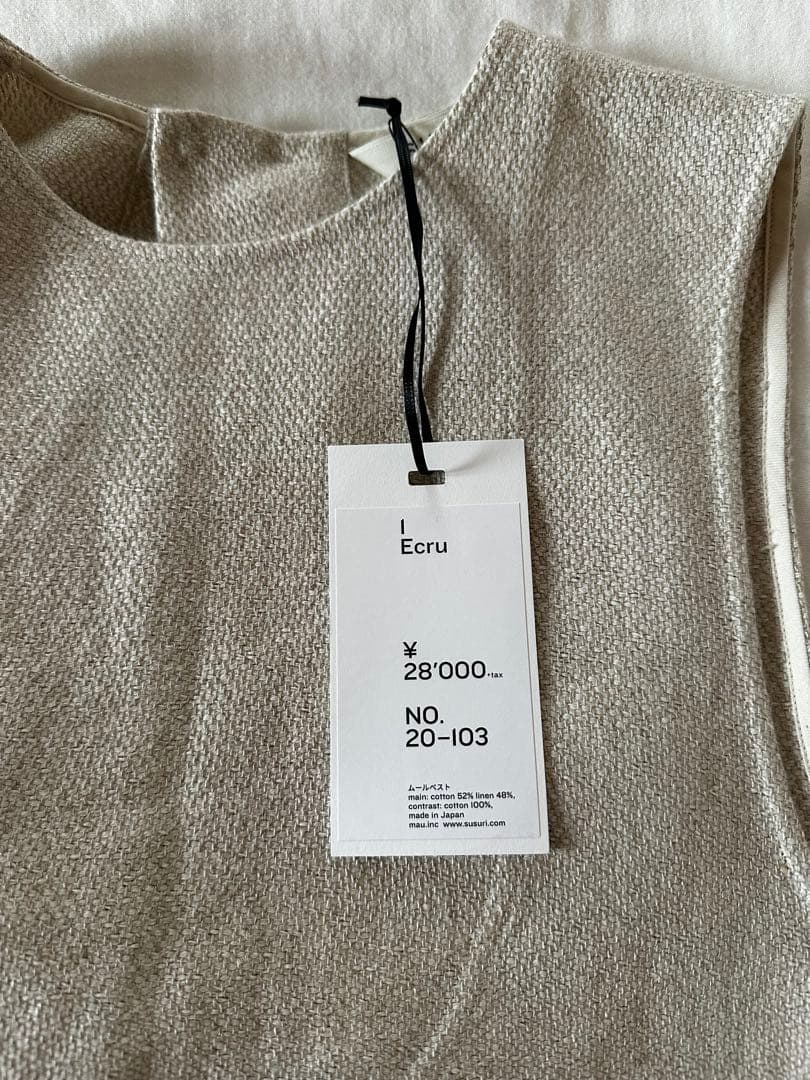 1
Ecru
¥
28'000.+tax
NO.
20-103
ムールベスト
main: cotton 52% linen 48%,
contrast: cotton 100%,
made in Japan
mau.inc www.susuri.com